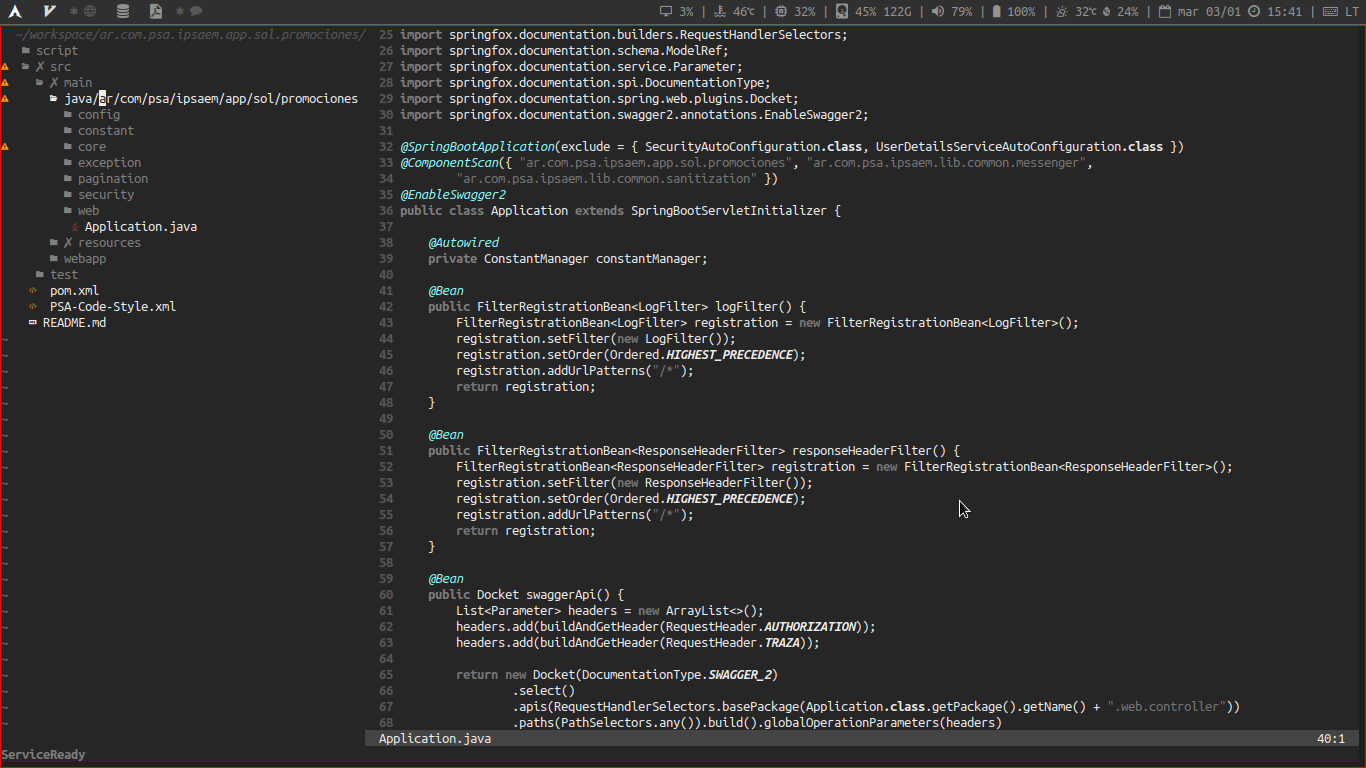 3% | 46℃ | 32% | 45% 122G | 79% | 100% | 32℃ 24% | mar 03/01 15:41 | LT
~/workspace/ar.com.psa.ipsaem.app.sol.promociones/
script
src
main
java/ar/com/psa/ipsaem/app/sol/promociones
config
constant
core
exception
pagination
security
web
Application.java
resources
webapp
test
pom.xml
PSA-Code-Style.xml
README.md
25 import springfox.documentation.builders.RequestHandlerSelectors;
26 import springfox.documentation.schema.ModelRef;
27 import springfox.documentation.service.Parameter;
28 import springfox.documentation.spi.DocumentationType;
29 import springfox.documentation.spring.web.plugins.Docket;
30 import springfox.documentation.swagger2.annotations.EnableSwagger2;
31
32 @SpringBootApplication(exclude = { SecurityAutoConfiguration.class, UserDetailsServiceAutoConfiguration.class })
33 @ComponentScan({ "ar.com.psa.ipsaem.app.sol.promociones", "ar.com.psa.ipsaem.lib.common.messenger",
34         "ar.com.psa.ipsaem.lib.common.sanitization" })
35 @EnableSwagger2
36 public class Application extends SpringBootServletInitializer {
37
38     @Autowired
39     private ConstantManager constantManager;
40
41     @Bean
42     public FilterRegistrationBean<LogFilter> logFilter() {
43         FilterRegistrationBean<LogFilter> registration = new FilterRegistrationBean<LogFilter>();
44         registration.setFilter(new LogFilter());
45         registration.setOrder(Ordered.HIGHEST_PRECEDENCE);
46         registration.addUrlPatterns("/*");
47         return registration;
48     }
49
50     @Bean
51     public FilterRegistrationBean<ResponseHeaderFilter> responseHeaderFilter() {
52         FilterRegistrationBean<ResponseHeaderFilter> registration = new FilterRegistrationBean<ResponseHeaderFilter>();
53         registration.setFilter(new ResponseHeaderFilter());
54         registration.setOrder(Ordered.HIGHEST_PRECEDENCE);
55         registration.addUrlPatterns("/*");
56         return registration;
57     }
58
59     @Bean
60     public Docket swaggerApi() {
61         List<Parameter> headers = new ArrayList<>();
62         headers.add(buildAndGetHeader(RequestHeader.AUTHORIZATION));
63         headers.add(buildAndGetHeader(RequestHeader.TRAZA));
64
65         return new Docket(DocumentationType.SWAGGER_2)
66                 .select()
67                 .apis(RequestHandlerSelectors.basePackage(Application.class.getPackage().getName() + ".web.controller"))
68                 .paths(PathSelectors.any()).build().globalOperationParameters(headers)
Application.java 40:1
ServiceReady